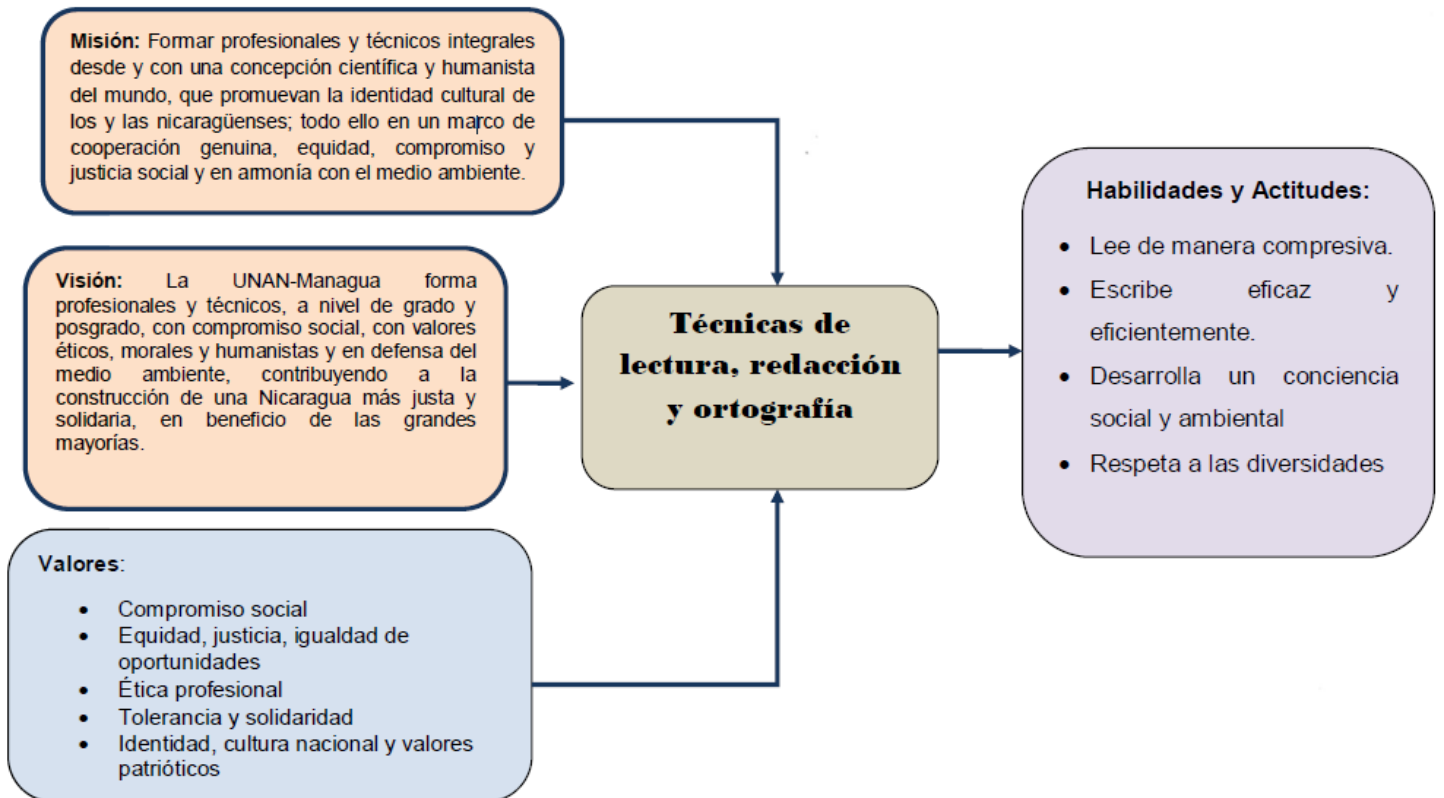 Misión: Formar profesionales y técnicos integrales
desde y con una concepción científica y humanista
del mundo, que promuevan la identidad cultural de
los y las nicaragüenses; todo ello en un marco de
cooperación genuina, equidad, compromiso y
justicia social y en armonía con el medio ambiente.
Visión: La UNAN-Managua forma
profesionales y técnicos, a nivel de grado y
posgrado, con compromiso social, con valores
éticos, morales y humanistas y en defensa del
medio ambiente, contribuyendo a la
construcción de una Nicaragua más justa y
solidaria, en beneficio de las grandes
mayorías.
Valores:
• Compromiso social
• Equidad, justicia, igualdad de
oportunidades
• Ética profesional
• Tolerancia y solidaridad
• Identidad, cultura nacional y valores
patrióticos
Técnicas de
lectura, redacción
y ortografía
Habilidades y Actitudes:
• Lee de manera compresiva.
• Escribe eficaz y
eficientemente.
• Desarrolla un conciencia
social y ambiental
• Respeta a las diversidades